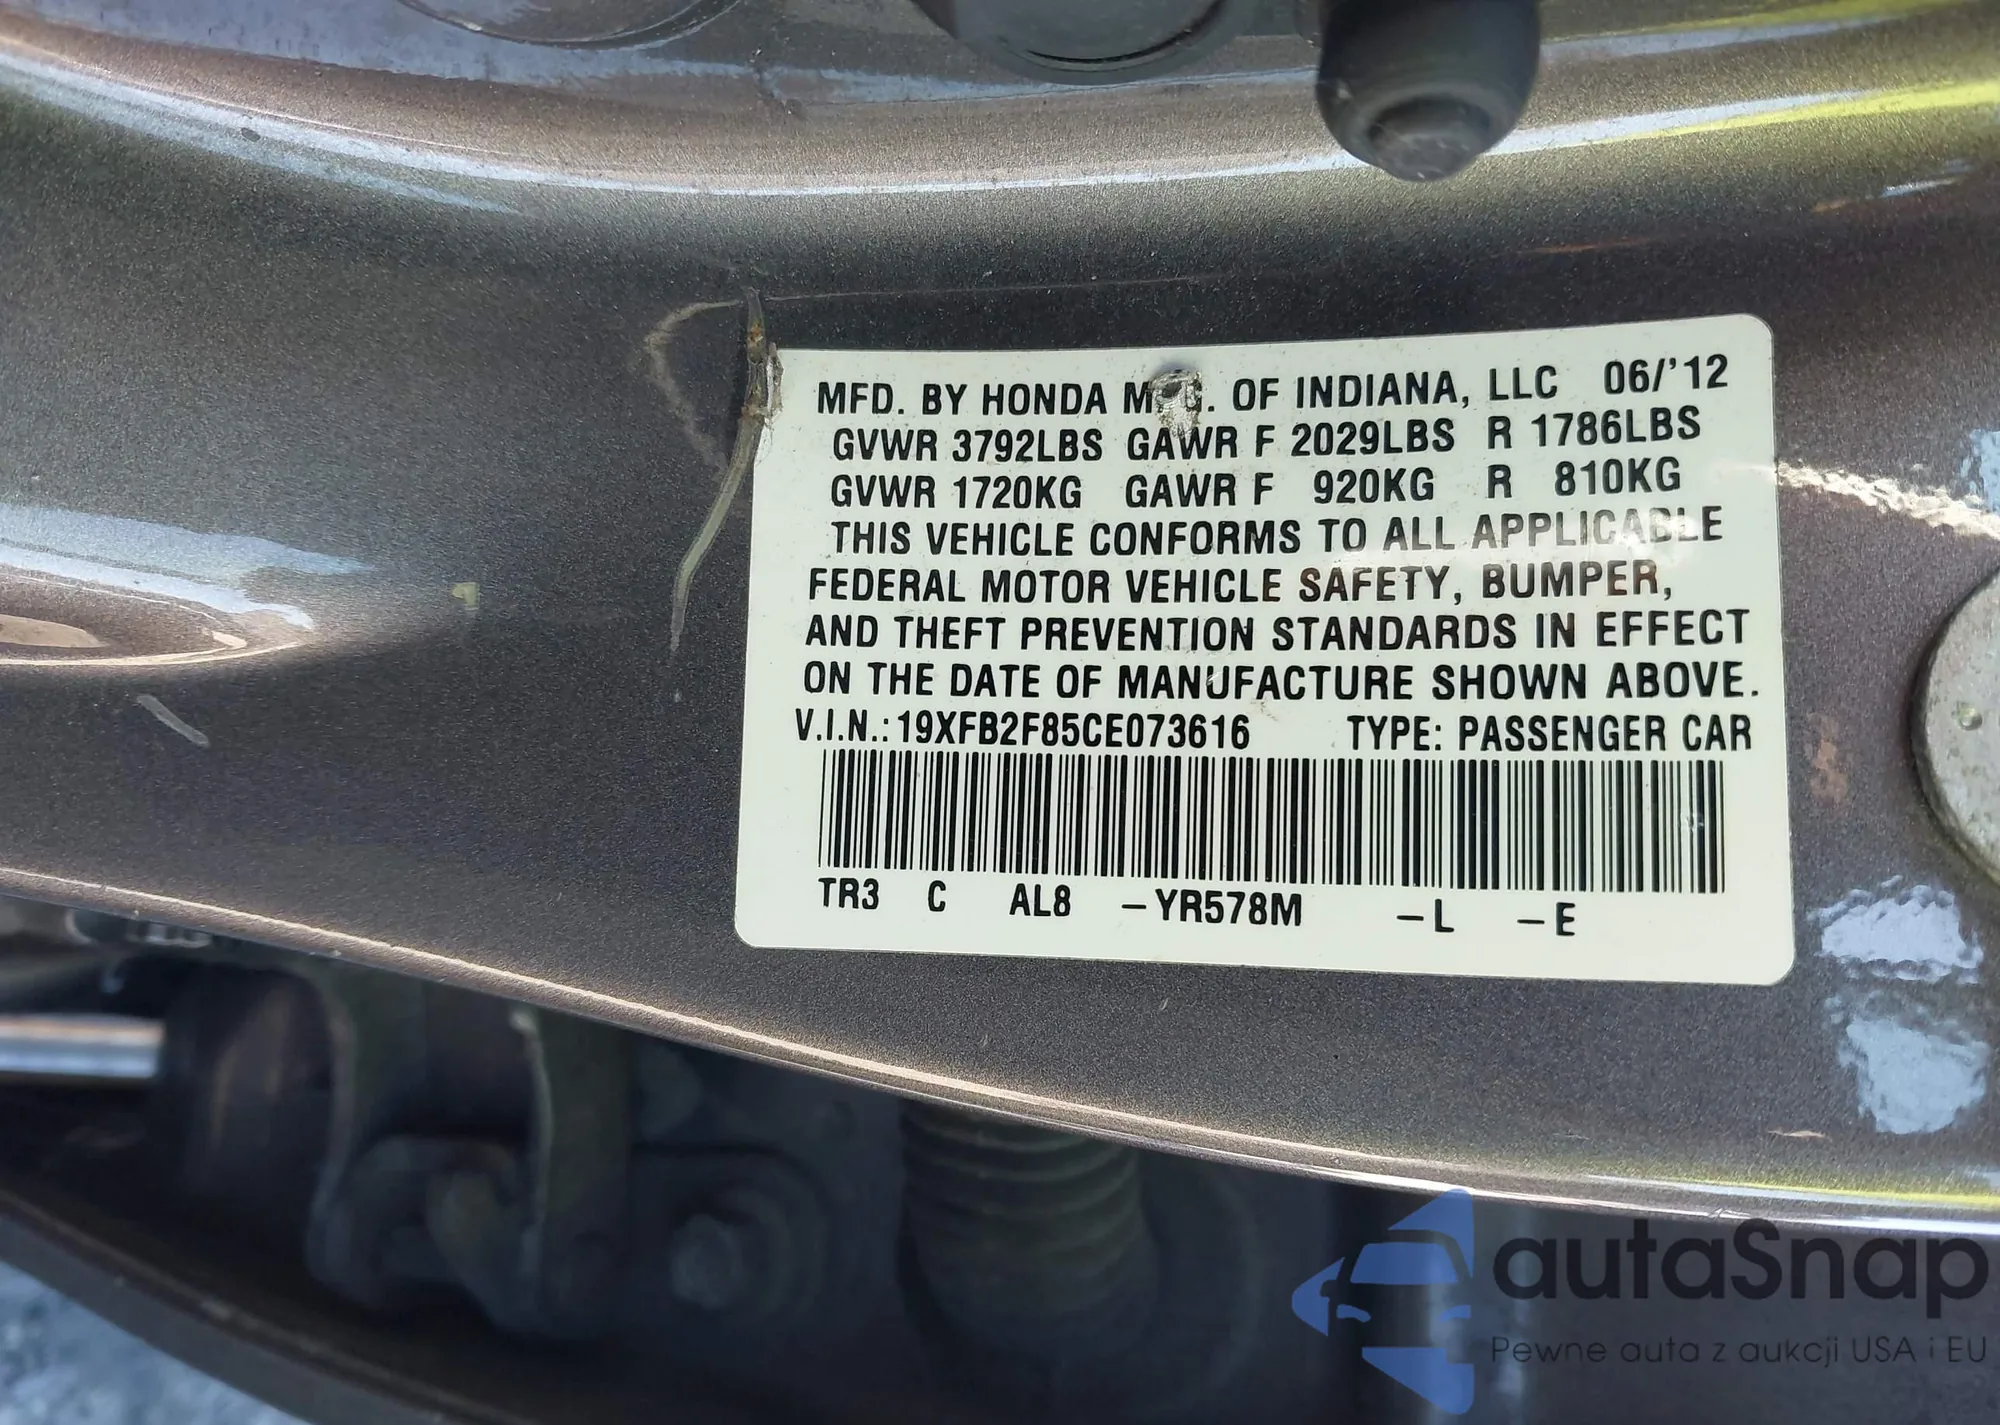 MFD. BY HONDA OF INDIANA, LLC 06/'12
GVWR 3792LBS GAWR F 2029LBS R 1786LBS
GVWR 1720KG GAWR F 920KG R 810KG
THIS VEHICLE CONFORMS TO ALL APPLICABLE
FEDERAL MOTOR VEHICLE SAFETY, BUMPER,
AND THEFT PREVENTION STANDARDS IN EFFECT
ON THE DATE OF MANUFACTURE SHOWN ABOVE.
V.I.N.: 19XFB2F85CE073616 TYPE: PASSENGER CAR
TR3 C AL8 -YR578M -L -E
autaSnap
Pewne auta z aukcji USA i EU